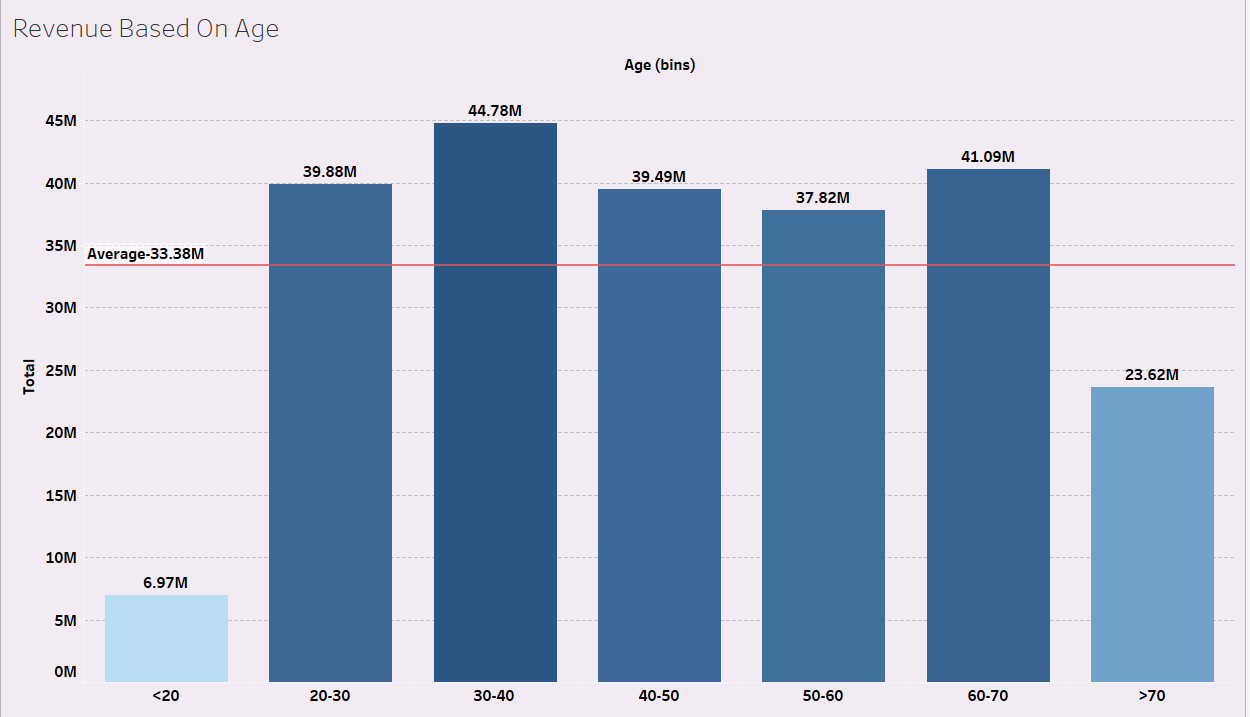 Revenue Based On Age
Age (bins)
44.78M
45M
41.09M
39.88M
39.49M
40M
37.82M
35M
Average-33.38M
30M
Total
25M
23.62M
20M
15M
10M
6.97M
5M
0M
<20 20-30 30-40 40-50 50-60 60-70 >70